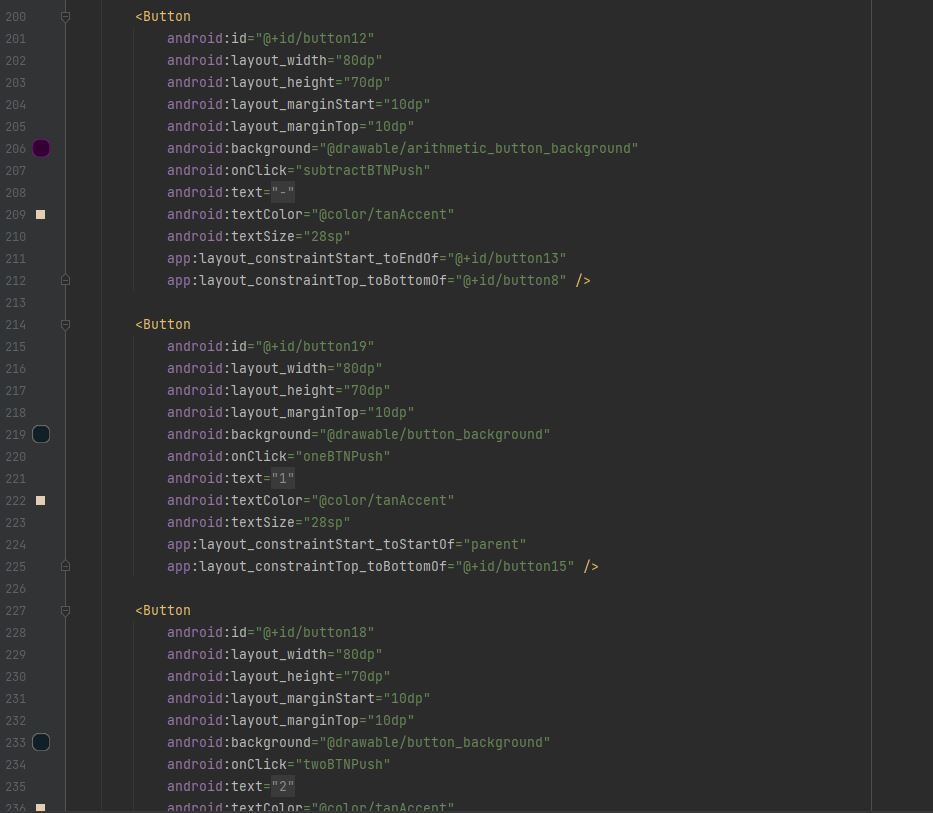 200 <Button
201 android:id="@+id/button12"
202 android:layout_width="80dp"
203 android:layout_height="70dp"
204 android:layout_marginStart="10dp"
205 android:layout_marginTop="10dp"
206 android:background="@drawable/arithmetic_button_background"
207 android:onClick="subtractBTNPush"
208 android:text="-"
209 android:textColor="@color/tanAccent"
210 android:textSize="28sp"
211 app:layout_constraintStart_toEndOf="@+id/button13"
212 app:layout_constraintTop_toBottomOf="@+id/button8" />
213
214 <Button
215 android:id="@+id/button19"
216 android:layout_width="80dp"
217 android:layout_height="70dp"
218 android:layout_marginTop="10dp"
219 android:background="@drawable/button_background"
220 android:onClick="oneBTNPush"
221 android:text="1"
222 android:textColor="@color/tanAccent"
223 android:textSize="28sp"
224 app:layout_constraintStart_toStartOf="parent"
225 app:layout_constraintTop_toBottomOf="@+id/button15" />
226
227 <Button
228 android:id="@+id/button18"
229 android:layout_width="80dp"
230 android:layout_height="70dp"
231 android:layout_marginStart="10dp"
232 android:layout_marginTop="10dp"
233 android:background="@drawable/button_background"
234 android:onClick="twoBTNPush"
235 android:text="2"
236 android:textColor="@color/tanAccent"